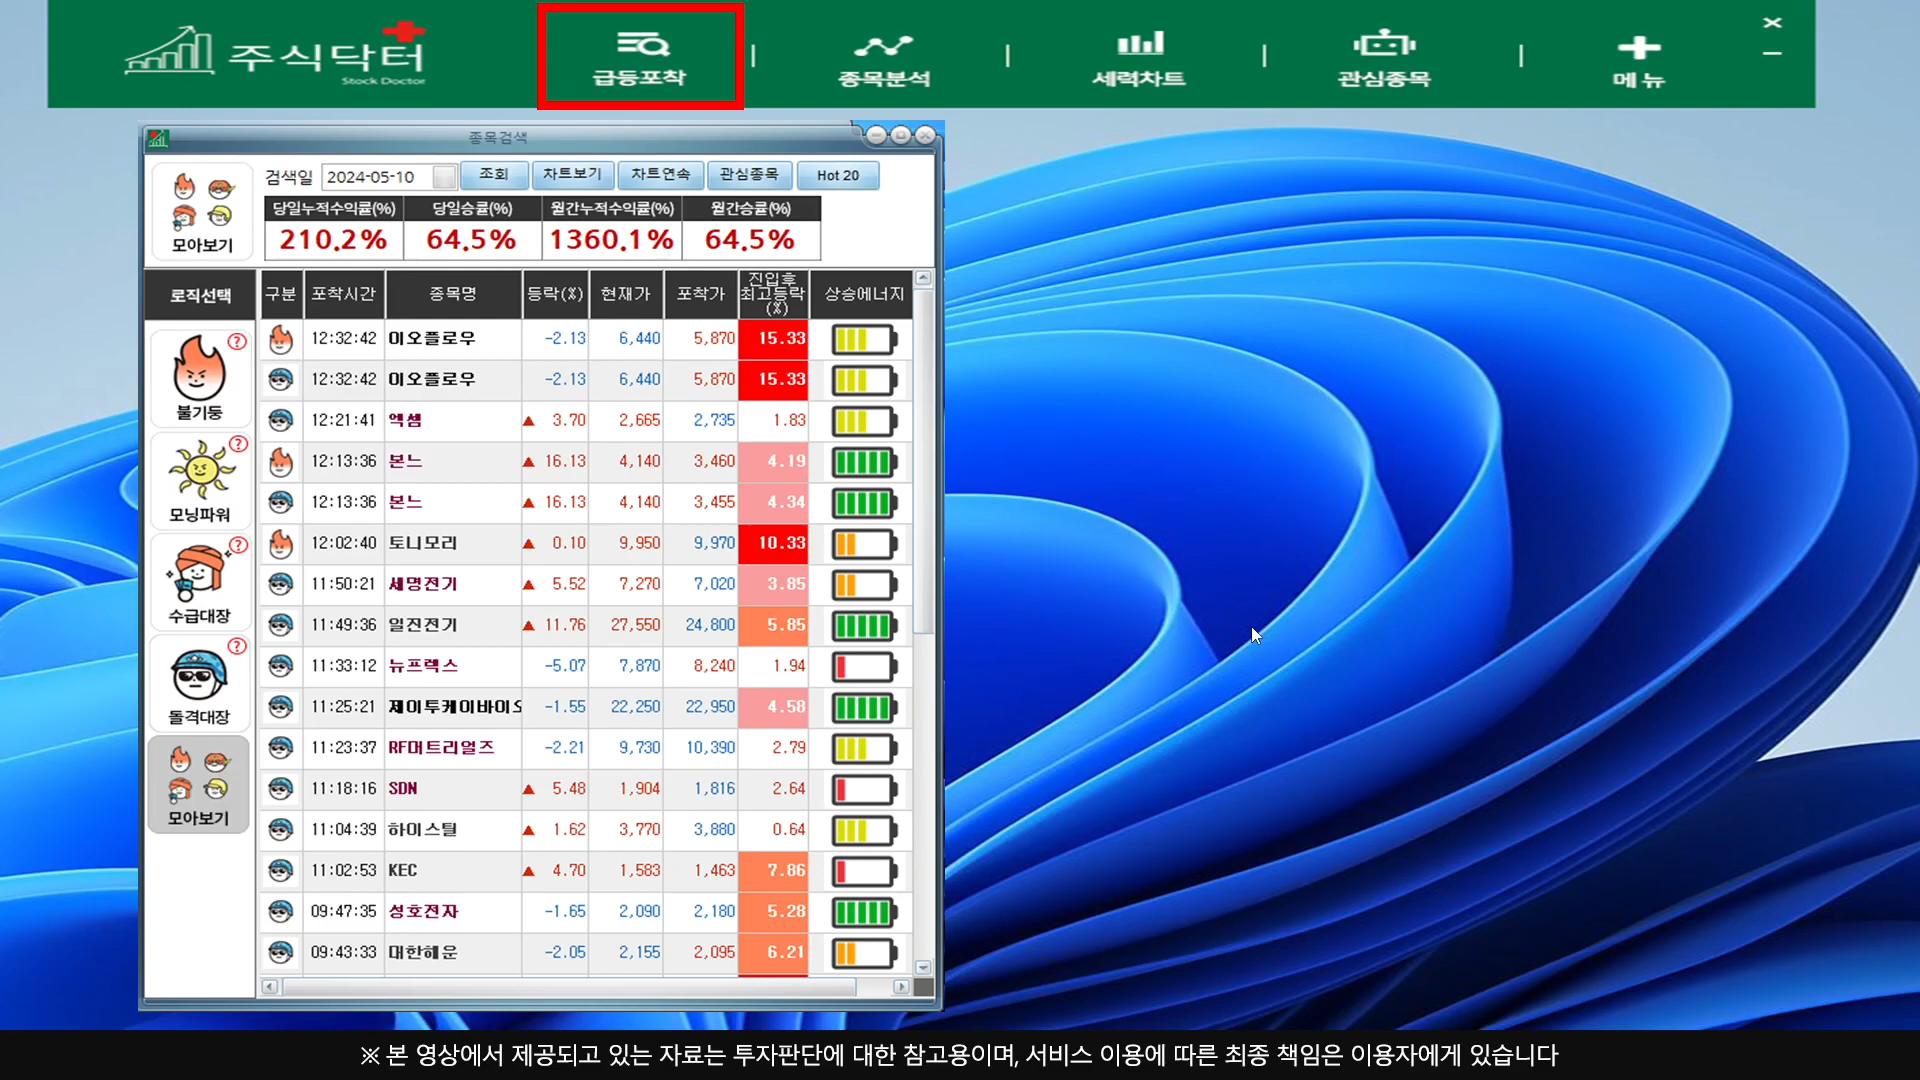 주식닥터
Stock Doctor
급등포착
종목분석
세력차트
관심종목
메뉴
종목검색
모아보기
검색일 2024-05-10 조회 차트보기 차트연속 관심종목 Hot 20
당일누적수익률(%) 당일승률(%) 월간누적수익률(%) 월간승률(%)
210.2% 64.5% 1360.1% 64.5%
로직선택
불기둥
모닝파워
수급대장
돌격대장
모아보기
구분 포착시간 종목명 등락(%) 현재가 포착가 진입후 최고등락 (%) 상승에너지
12:32:42 이오플로우 -2.13 6,440 5,870 15.33
12:32:42 이오플로우 -2.13 6,440 5,870 15.33
12:21:41 엑셈 ▲ 3.70 2,665 2,735 1.83
12:13:36 본느 ▲ 16.13 4,140 3,460 4.19
12:13:36 본느 ▲ 16.13 4,140 3,455 4.34
12:02:40 토니모리 ▲ 0.10 9,950 9,970 10.33
11:50:21 세명전기 ▲ 5.52 7,270 7,020 3.85
11:49:36 일진전기 ▲ 11.76 27,550 24,800 5.85
11:33:12 뉴프렉스 -5.07 7,870 8,240 1.94
11:25:21 제이투케이바이오 -1.55 22,250 22,950 4.58
11:23:37 RF머트리얼즈 -2.21 9,730 10,390 2.79
11:18:16 SDN ▲ 5.48 1,904 1,816 2.64
11:04:39 하이스틸 ▲ 1.62 3,770 3,880 0.64
11:02:53 KEC ▲ 4.70 1,583 1,463 7.86
09:47:35 성호전자 -1.65 2,090 2,180 5.28
09:43:33 대한해운 -2.05 2,155 2,095 6.21
※ 본 영상에서 제공되고 있는 자료는 투자판단에 대한 참고용이며, 서비스 이용에 따른 최종 책임은 이용자에게 있습니다